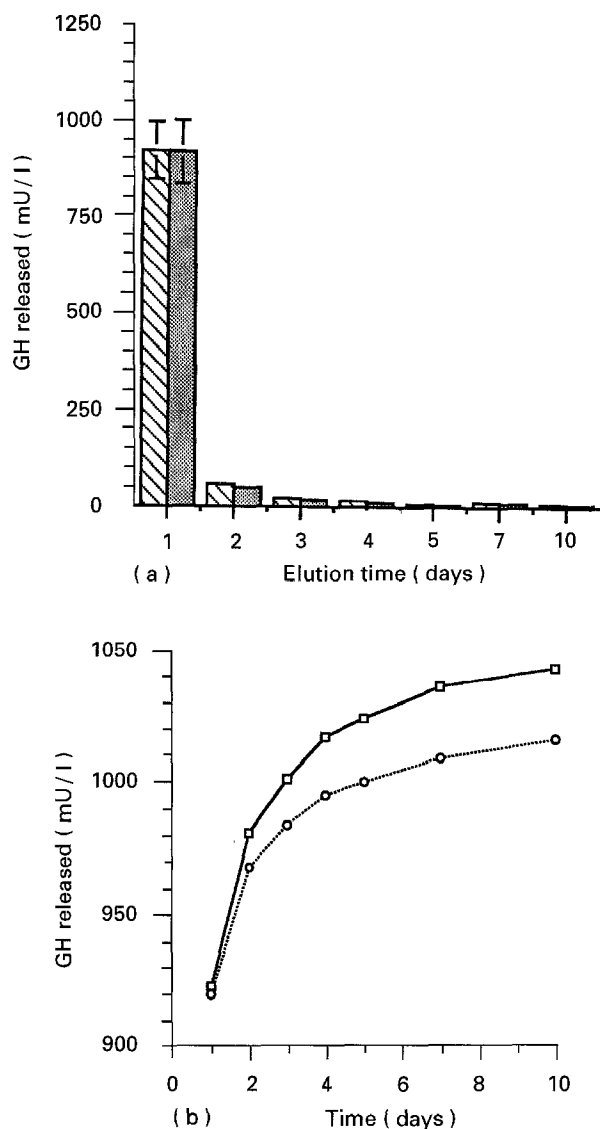 1250
1000
750
500
250
0
GH released ( mU / l )
1 2 3 4 5 7 10
( a ) Elution time ( days )
1050
1000
950
900
GH released ( mU / l )
0 2 4 6 8 10
( b ) Time ( days )